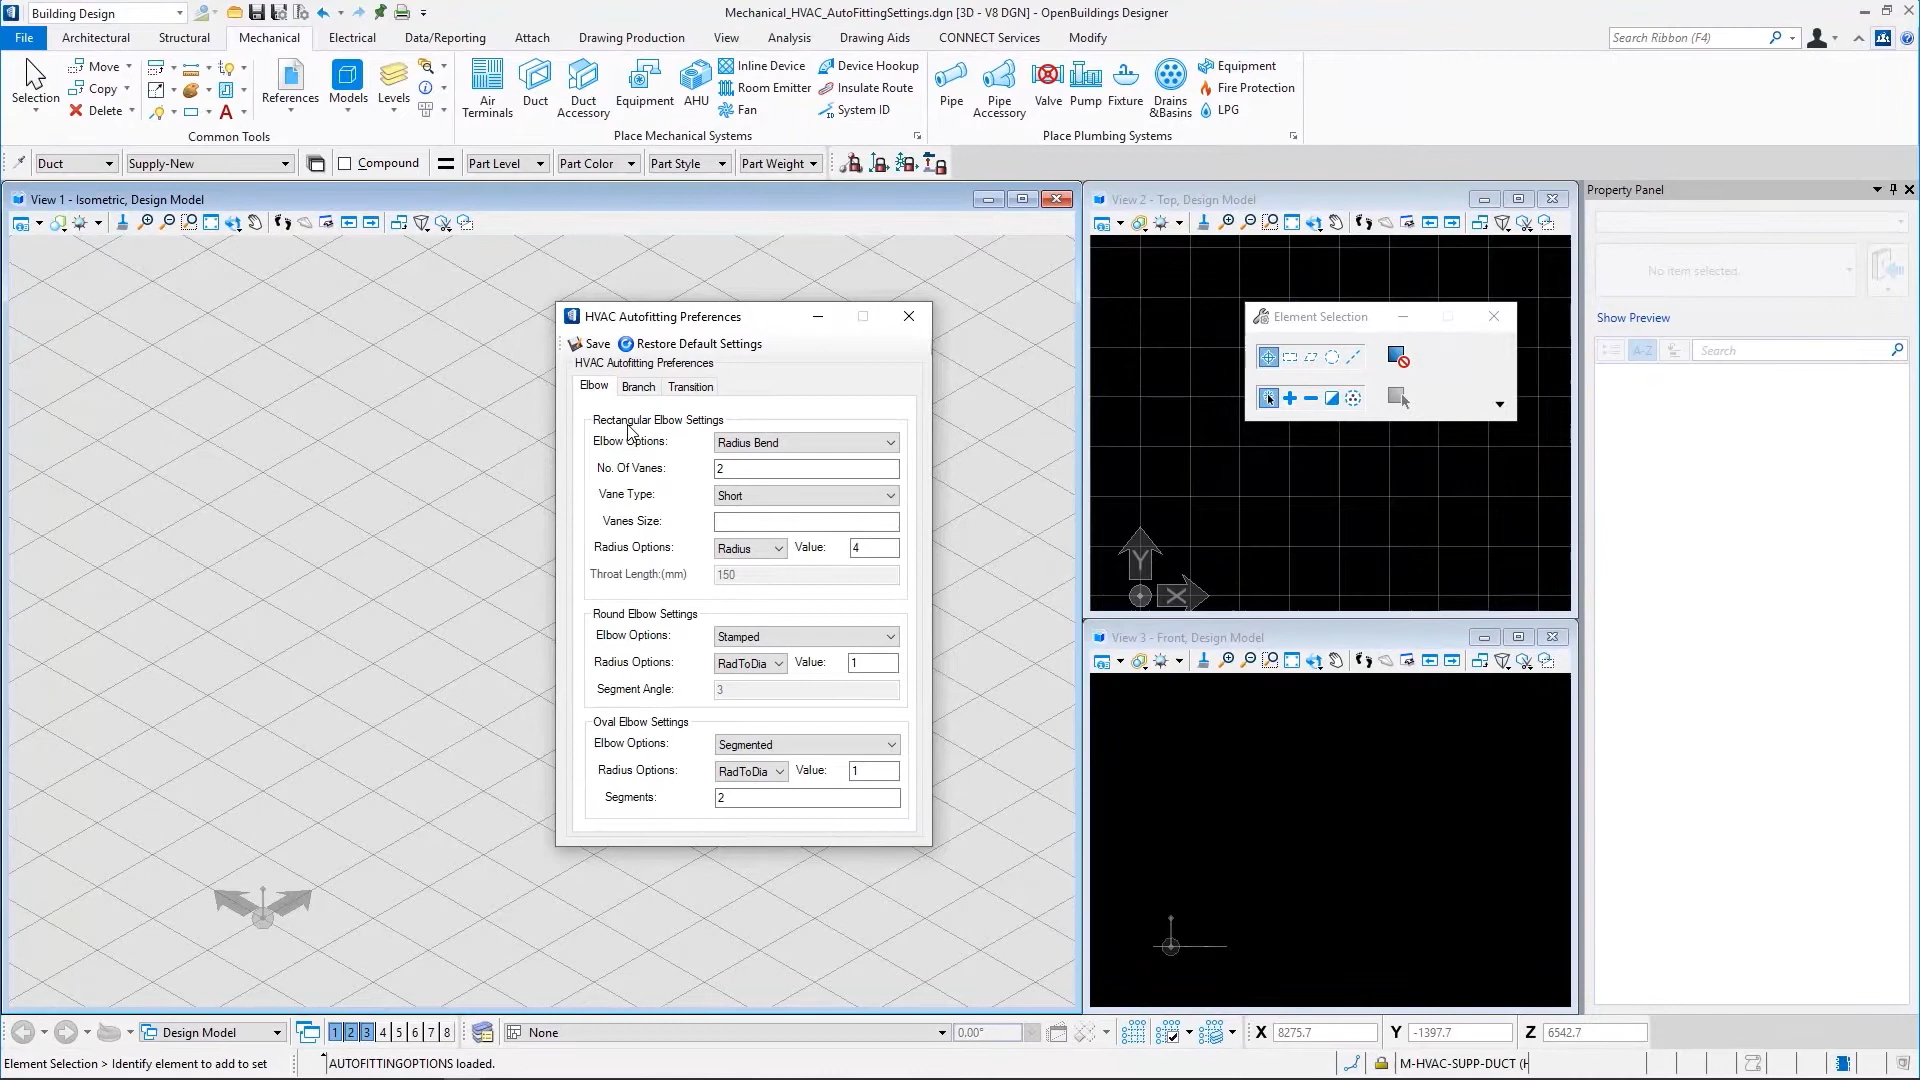 Building Design
Mechanical_HVAC_AutoFittingSettings.dgn [3D - V8 DGN] - OpenBuildings Designer
File
Architectural
Structural
Mechanical
Electrical
Data/Reporting
Attach
Drawing Production
View
Analysis
Drawing Aids
CONNECT Services
Modify
Search Ribbon (F4)
Selection
Move
Copy
Delete
References
Models
Levels
Common Tools
Air Terminals
Duct
Duct Accessory
Equipment
AHU
Inline Device
Room Emitter
Fan
Device Hookup
Insulate Route
System ID
Place Mechanical Systems
Pipe
Pipe Accessory
Valve
Pump
Fixture
Drains &Basins
Equipment
Fire Protection
LPG
Place Plumbing Systems
Duct
Supply-New
Compound
Part Level
Part Color
Part Style
Part Weight
View 1 - Isometric, Design Model
View 2 - Top, Design Model
Property Panel
No item selected.
Show Preview
A-Z
Search
Element Selection
HVAC Autofitting Preferences
Save
Restore Default Settings
HVAC Autofitting Preferences
Elbow
Branch
Transition
Rectangular Elbow Settings
Elbow Options:
Radius Bend
No. Of Vanes:
2
Vane Type:
Short
Vanes Size:
Radius Options:
Radius
Value:
4
Throat Length:(mm)
150
Round Elbow Settings
Elbow Options:
Stamped
Radius Options:
RadToDia
Value:
1
Segment Angle:
3
Oval Elbow Settings
Elbow Options:
Segmented
Radius Options:
RadToDia
Value:
1
Segments:
2
Y
X
View 3 - Front, Design Model
Design Model
1 2 3 4 5 6 7 8
None
0.00°
X
8275.7
Y
-1397.7
Z
6542.7
Element Selection > Identify element to add to set
AUTOFITTINGOPTIONS loaded.
M-HVAC-SUPP-DUCT (H